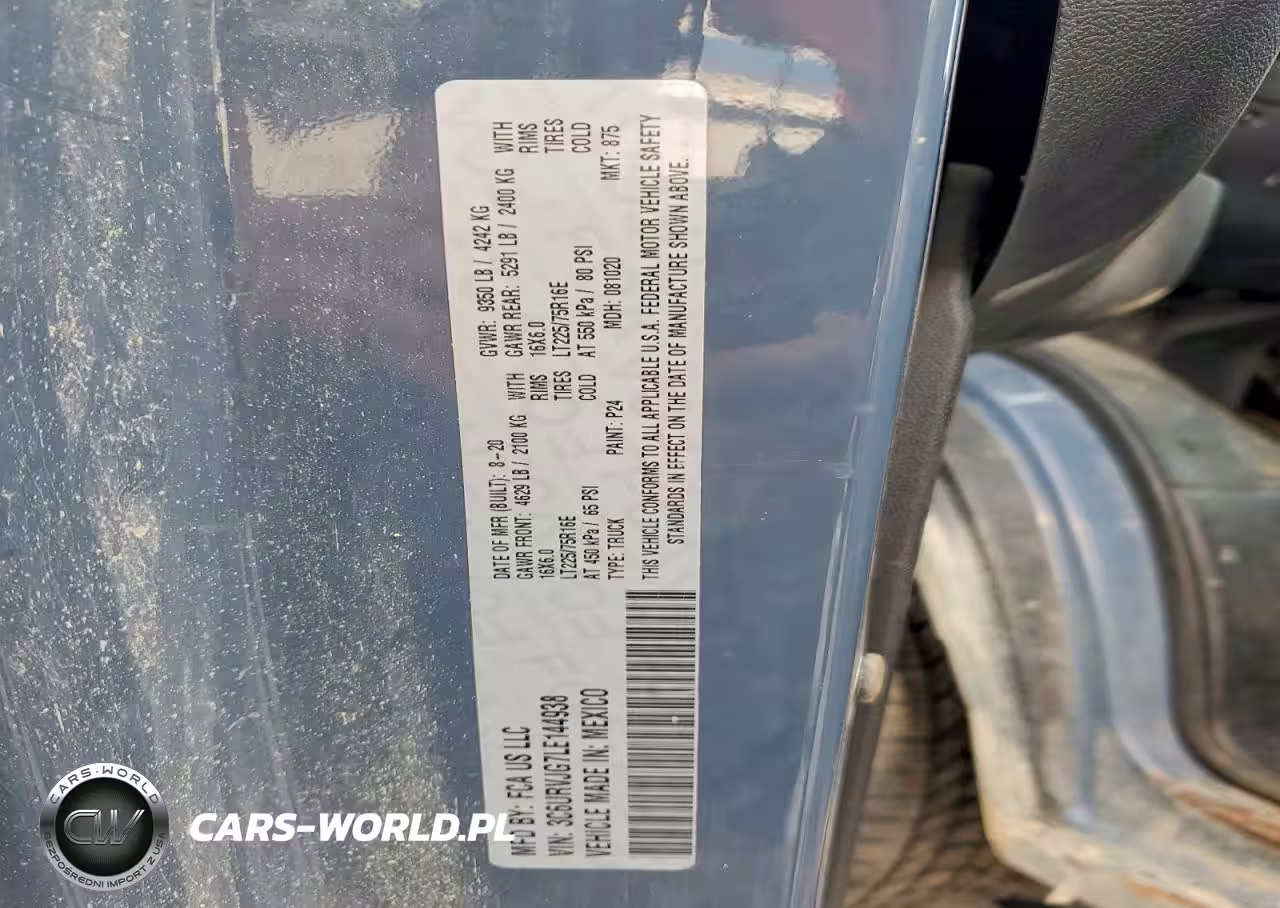 MFD BY: FCA US LLC
VIN: 3C6URVJG7LE144938
VEHICLE MADE IN: MEXICO
DATE OF MFR (BUILT): 8-20
GVWR: 9350 LB / 4242 KG
GAWR FRONT: 4629 LB / 2100 KG WITH
16X6.0 RIMS
LT225/75R16E TIRES
AT 450 kPa / 65 PSI COLD
GAWR REAR: 5291 LB / 2400 KG WITH
16X6.0 RIMS
LT225/75R16E TIRES
AT 550 kPa / 80 PSI COLD
TYPE: TRUCK PAINT: P24 MDH: 081020 MKT: 875
THIS VEHICLE CONFORMS TO ALL APPLICABLE U.S.A. FEDERAL MOTOR VEHICLE SAFETY
STANDARDS IN EFFECT ON THE DATE OF MANUFACTURE SHOWN ABOVE.
CARS-WORLD
CW
BEZPOŚREDNI IMPORT Z USA
CARS-WORLD.PL